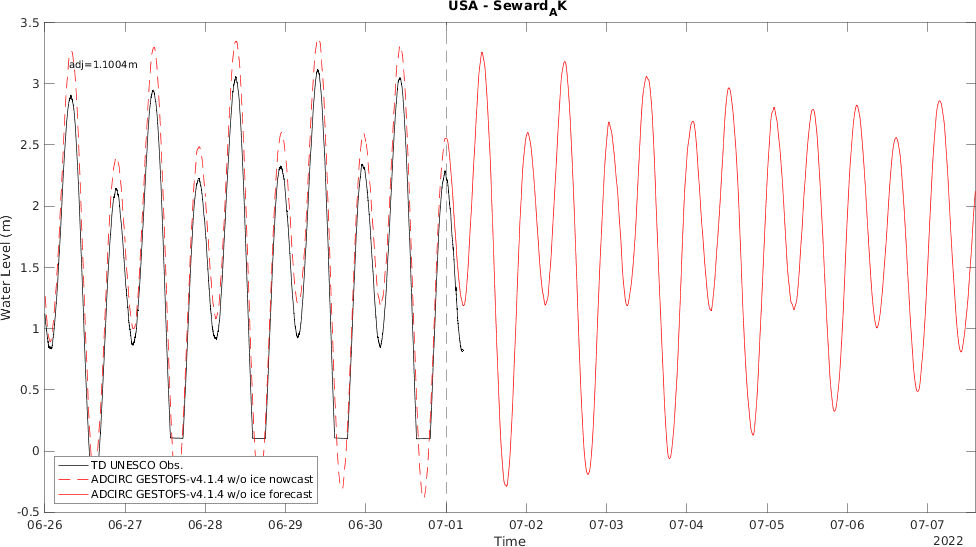 USA - Seward_AK
3.5
adj=1.1004m
3
2.5
2
1.5
1
0.5
0
-0.5
Water Level (m)
TD UNESCO Obs.
ADCIRC GESTOFS-v4.1.4 w/o ice nowcast
ADCIRC GESTOFS-v4.1.4 w/o ice forecast
06-26 06-27 06-28 06-29 06-30 07-01 07-02 07-03 07-04 07-05 07-06 07-07
Time
2022